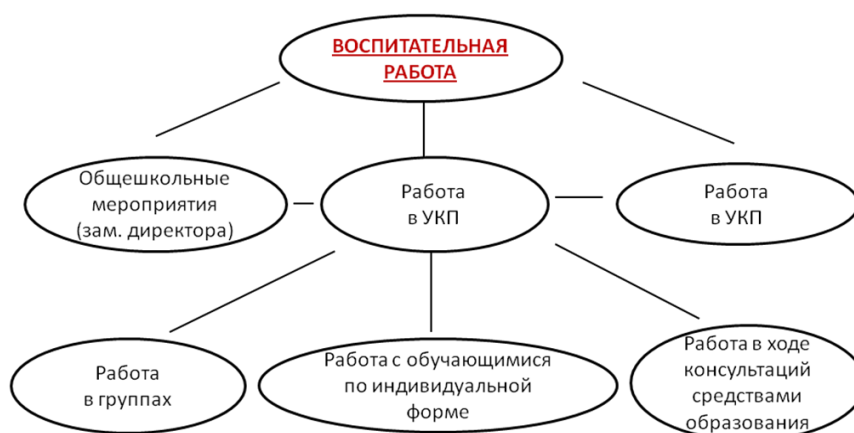 ВОСПИТАТЕЛЬНАЯ
РАБОТА
Общешкольные
мероприятия
(зам. директора)
Работа
в УКП
Работа
в УКП
Работа
в группах
Работа с обучающимися
по индивидуальной
форме
Работа в ходе
консультаций
средствами
образования